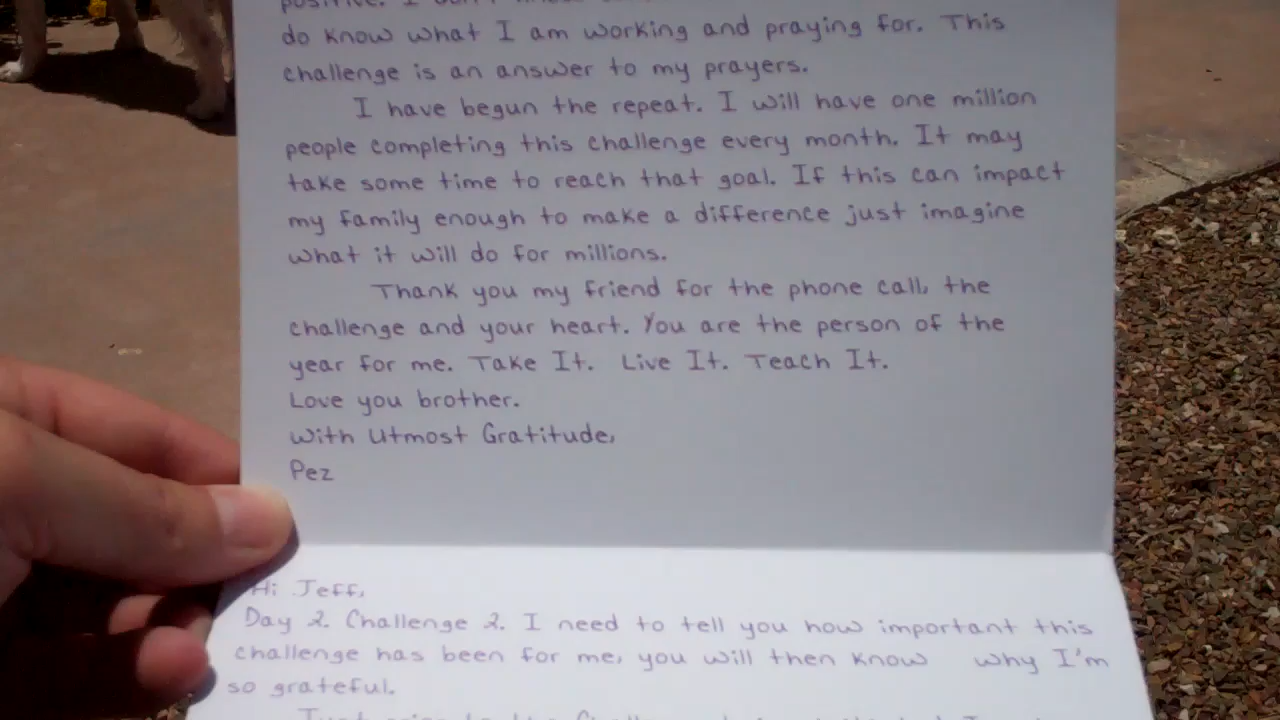 positive. I don't
do know what I am working and praying for. This
challenge is an answer to my prayers.
I have begun the repeat. I will have one million
people completing this challenge every month. It may
take some time to reach that goal. If this can impact
my family enough to make a difference just imagine
what it will do for millions.
Thank you my friend for the phone call, the
challenge and your heart. You are the person of the
year for me. Take It. Live It. Teach It.
Love you brother.
With Utmost Gratitude,
Pez
Hi Jeff,
Day 2. Challenge 2. I need to tell you how important this
challenge has been for me, you will then know why I'm
so grateful.